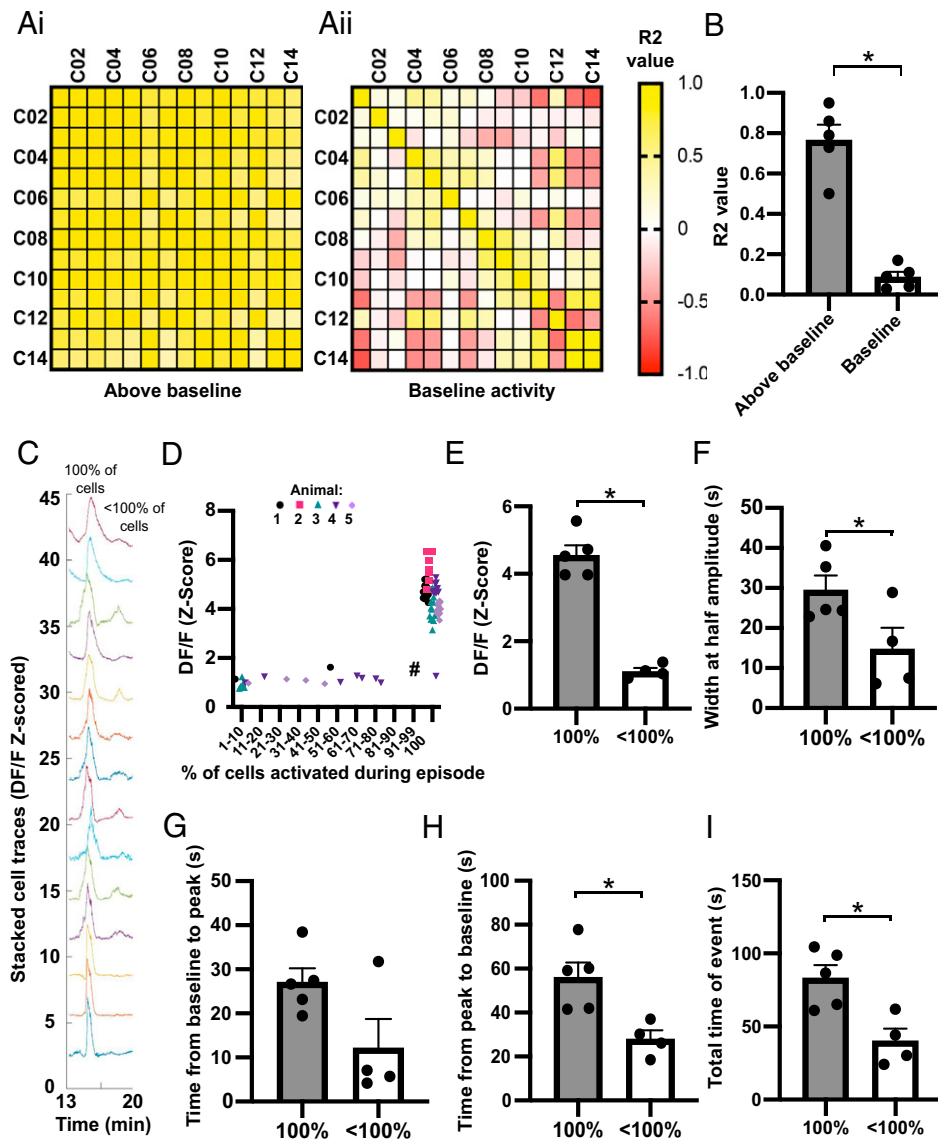 Ai
Aii
B
C02 C04 C06 C08 C10 C12 C14
C02 C04 C06 C08 C10 C12 C14
R2
value
C02
C04
C06
C08
C10
C12
C14
C02
C04
C06
C08
C10
C12
C14
1.0
0.5
0
-0.5
-1.0
Above baseline
Baseline activity
*
R2 value
1.0
0.8
0.6
0.4
0.2
0.0
Above baseline
Baseline
C
100% of
cells
<100% of
cells
Stacked cell traces (DF/F Z-scored)
45
40
35
30
25
20
15
10
5
0
13 20
Time (min)
D
Animal:
1 2 3 4 5
DF/F (Z-Score)
8
6
4
2
0
#
1-10
11-20
21-30
31-40
41-50
51-60
61-70
71-80
81-90
91-99
100
% of cells activated during episode
E
*
DF/F (Z-Score)
6
4
2
0
100% <100%
F
*
Width at half amplitude (s)
50
40
30
20
10
0
100% <100%
G
Time from baseline to peak (s)
50
40
30
20
10
0
100% <100%
H
*
Time from peak to baseline (s)
100
80
60
40
20
0
100% <100%
I
*
Total time of event (s)
150
100
50
0
100% <100%